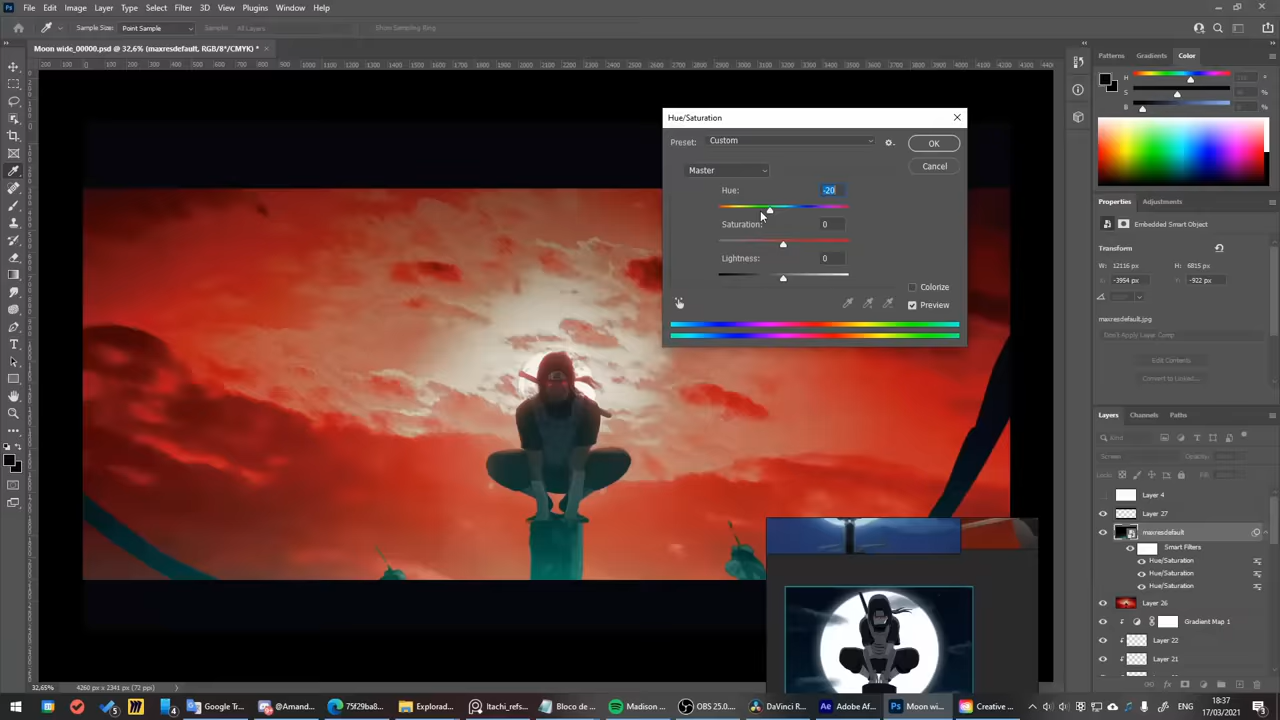 Ps File Edit Image Layer Type Select Filter 3D View Plugins Window Help
Sample Size: Point Sample All Layers Show Sampling Ring
Moon wide_00000.psd @ 32,6% (maxresdefault, RGB/8*/CMYK) * ×
Patterns Gradients Color
H
S
B
%
%
Hue/Saturation
Preset: Custom
OK
Master
Cancel
Hue: -20
Saturation: 0
Lightness: 0
Colorize
Preview
Properties Adjustments
Embedded Smart Object
Transform
W: 12116 px H: 6815 px
X: -3954 px Y: -922 px
maxresdefault.jpg
Don't Apply Layer Comp
Edit Contents
Convert to Linked...
Layers Channels Paths
Kind
Screen Opacity:
Lock: Fill:
Layer 4
Layer 27
maxresdefault
Smart Filters
Hue/Saturation
Hue/Saturation
Hue/Saturation
Layer 26
Gradient Map 1
Layer 22
Layer 21
32,65% 4260 px x 2341 px (72 ppi)
Google Tr... @Amand... 75f29ba8... Explorad... Itachi_refs... Bloco de ... Madison ... OBS 25.0... DaVinci R... Adobe Af... Moon wi... Creative ...
18:37
17/03/2021